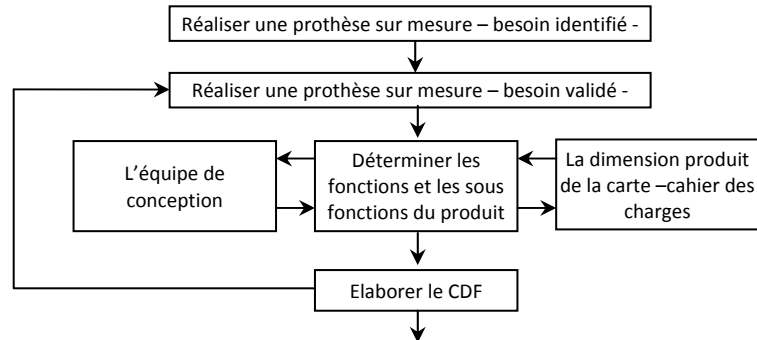 Réaliser une prothèse sur mesure – besoin identifié -
Réaliser une prothèse sur mesure – besoin validé -
L'équipe de
conception
Déterminer les
fonctions et les sous
fonctions du produit
La dimension produit
de la carte –cahier des
charges
Elaborer le CDF